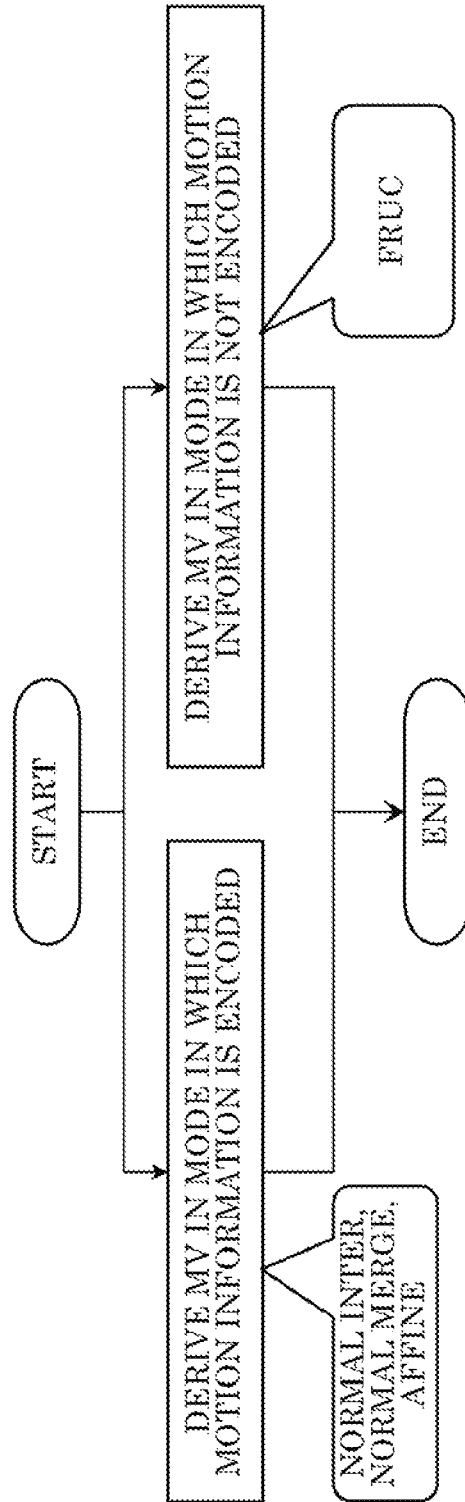 START
DERIVE MV IN MODE IN WHICH
MOTION INFORMATION IS ENCODED
DERIVE MV IN MODE IN WHICH MOTION
INFORMATION IS NOT ENCODED
NORMAL INTER,
NORMAL MERGE,
AFFINE
FRUC
END